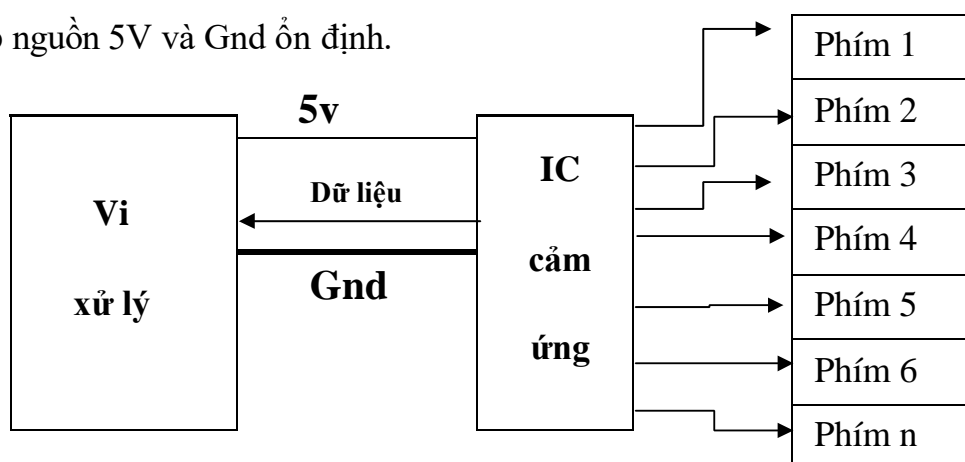 nguồn 5V và Gnd ổn định.
5v
Vi
xử lý
Dữ liệu
Gnd
IC
cảm
ứng
Phím 1
Phím 2
Phím 3
Phím 4
Phím 5
Phím 6
Phím n